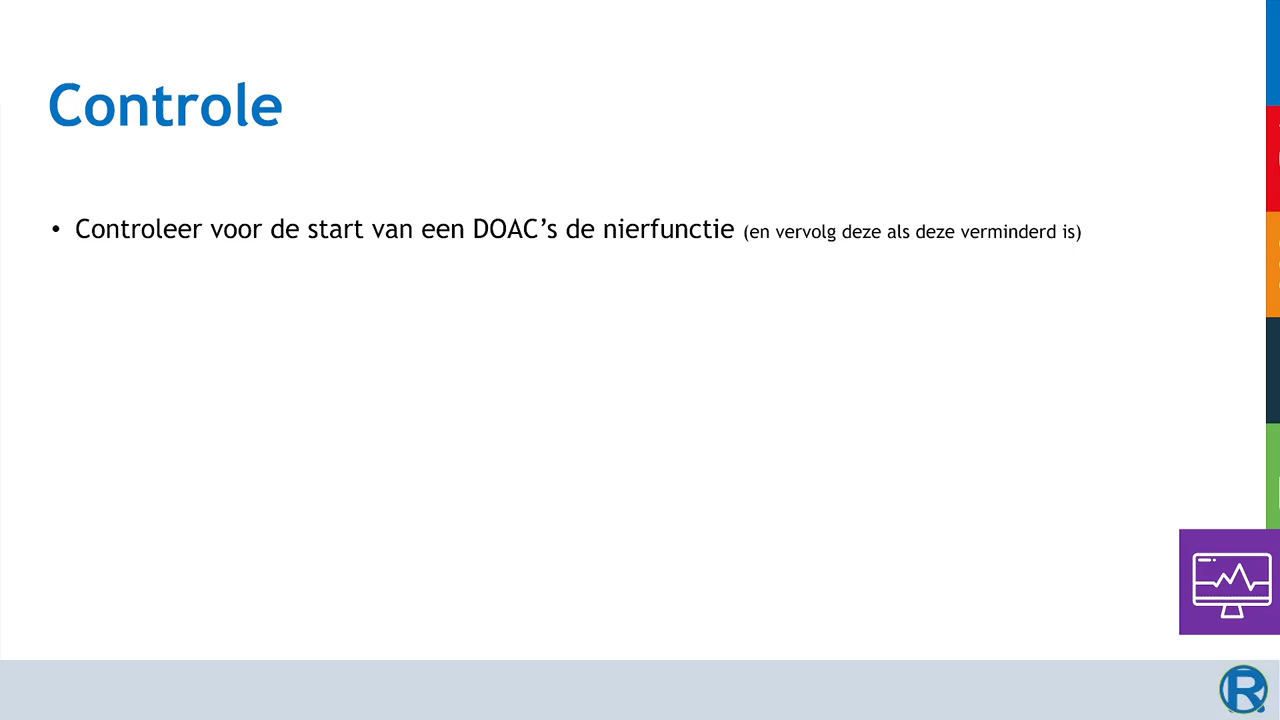 Controle
• Controleer voor de start van een DOAC’s de nierfunctie (en vervolg deze als deze verminderd is)
R